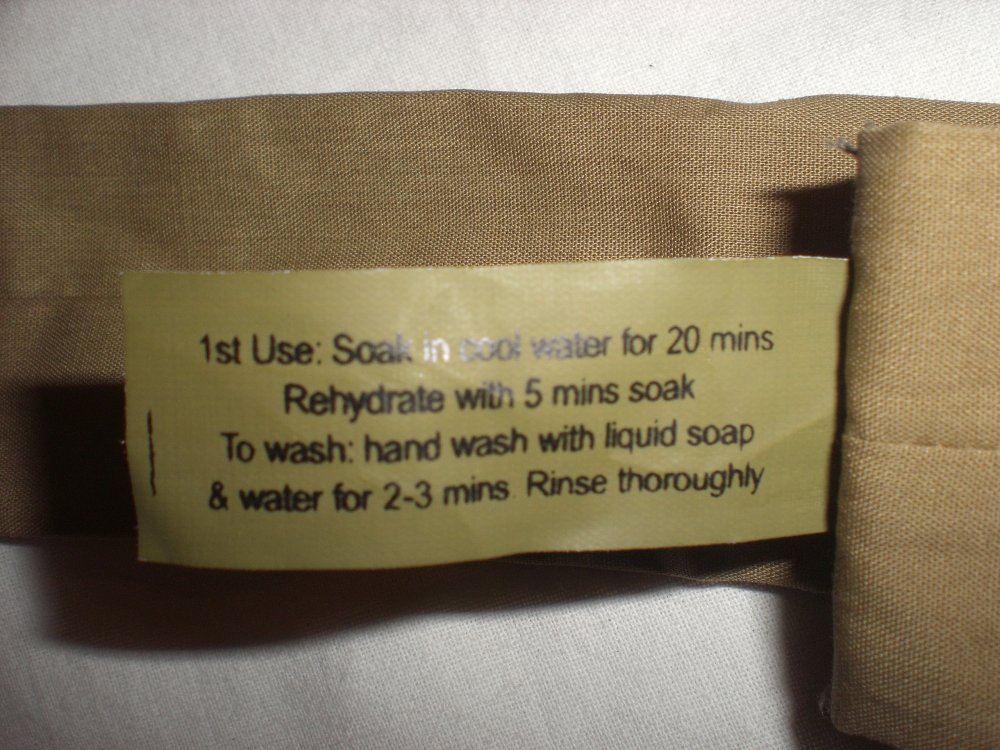 1st Use: Soak in cool water for 20 mins
Rehydrate with 5 mins soak
To wash: hand wash with liquid soap
& water for 2-3 mins Rinse thoroughly